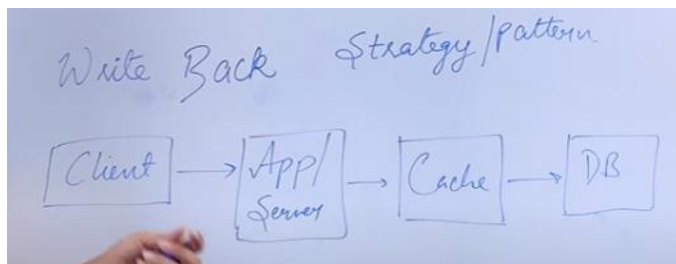 Write Back Strategy/pattern
Client App/ Cache DB
Server